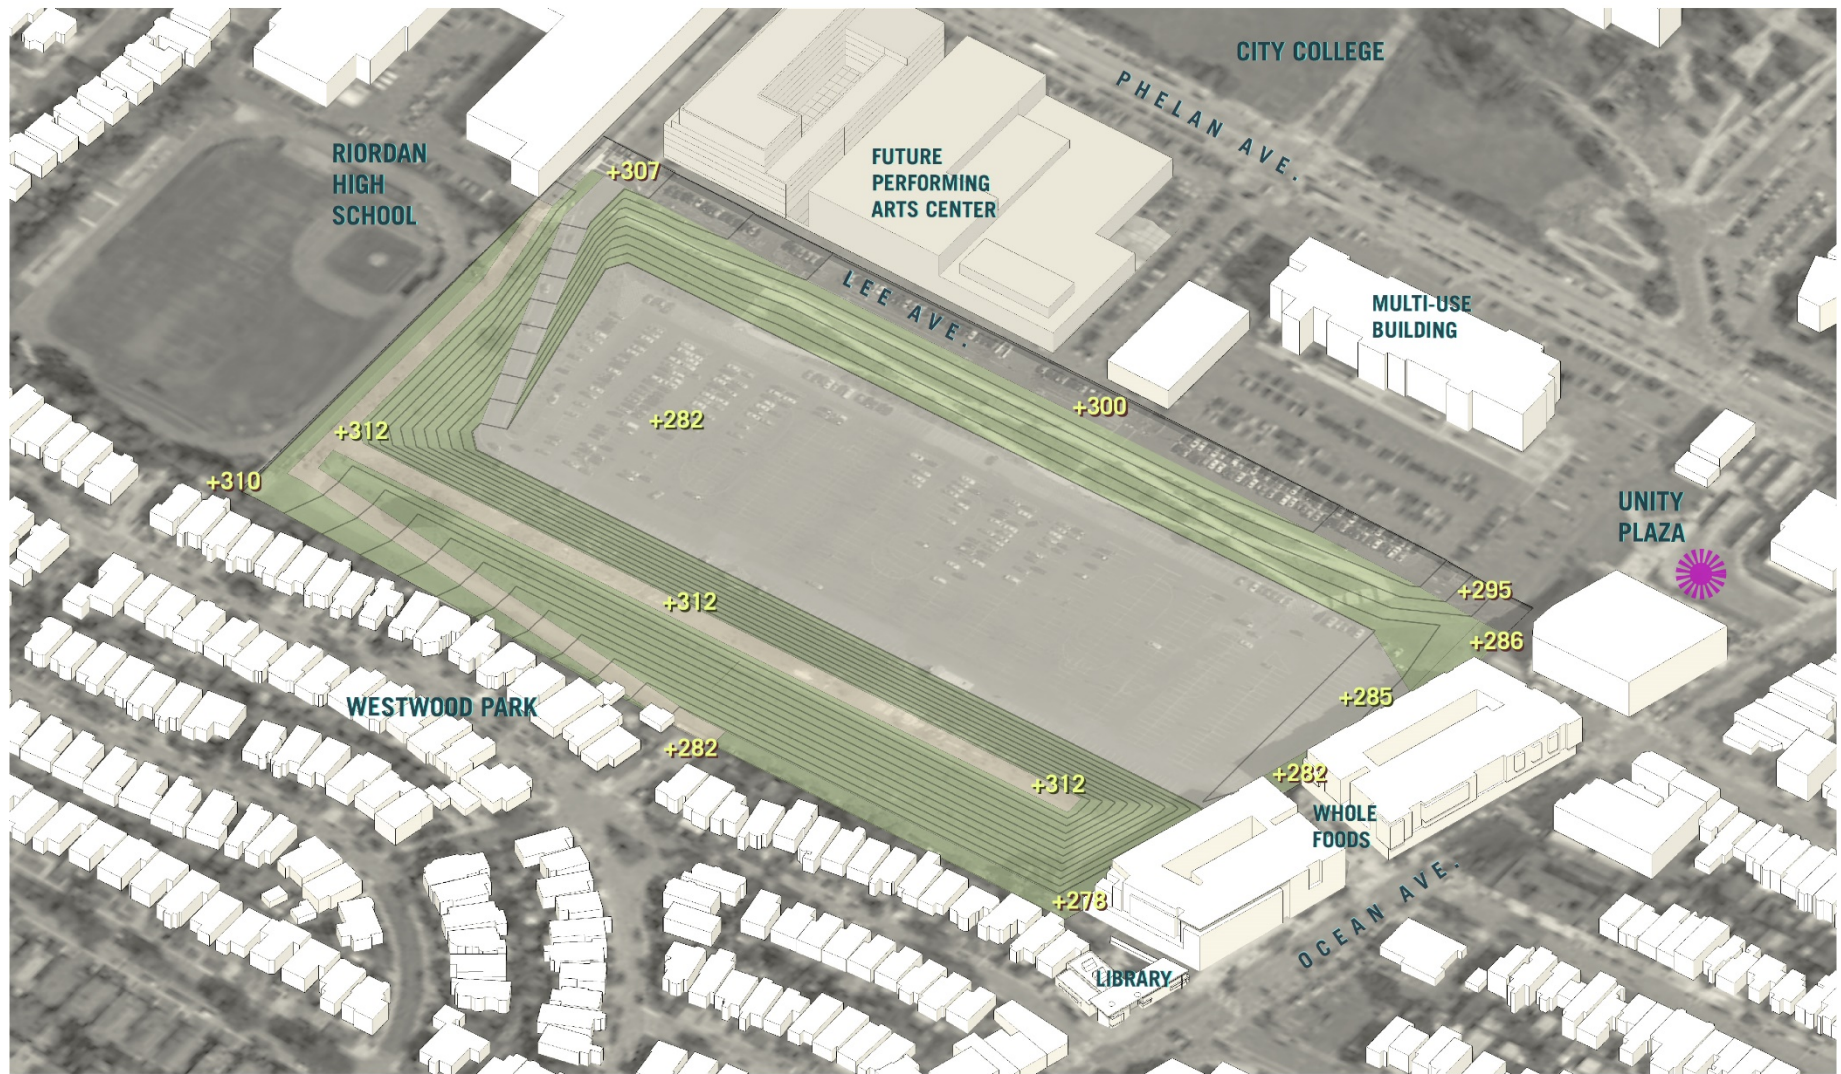 CITY COLLEGE
PHELAN AVE.
RIORDAN
HIGH
SCHOOL
+307
FUTURE
PERFORMING
ARTS CENTER
LEE AVE.
MULTI-USE
BUILDING
+300
+282
+312
+310
UNITY
PLAZA
+295
+312
+286
+285
WESTWOOD PARK
+282
+312
+282
WHOLE
FOODS
+278
OCEAN AVE.
LIBRARY